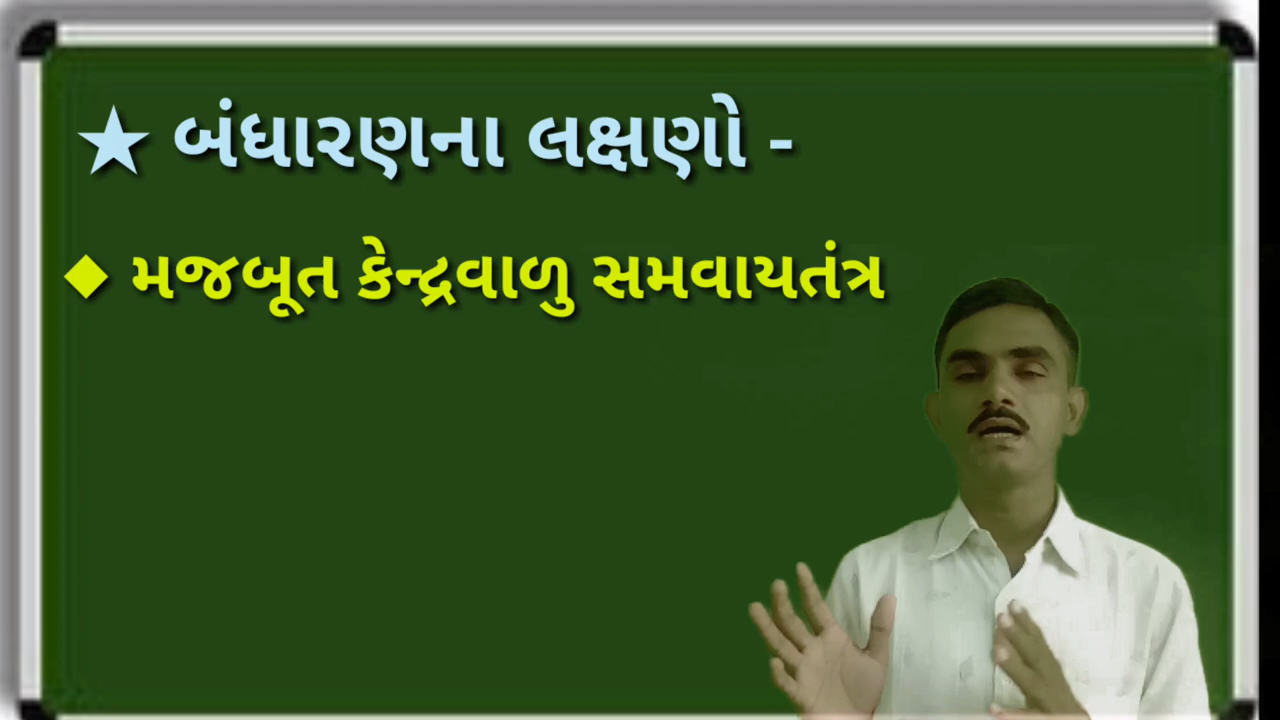 ★ બંધારણના લક્ષણો -
◆ મજબૂત કેન્દ્રવાળુ સમવાયતંત્ર